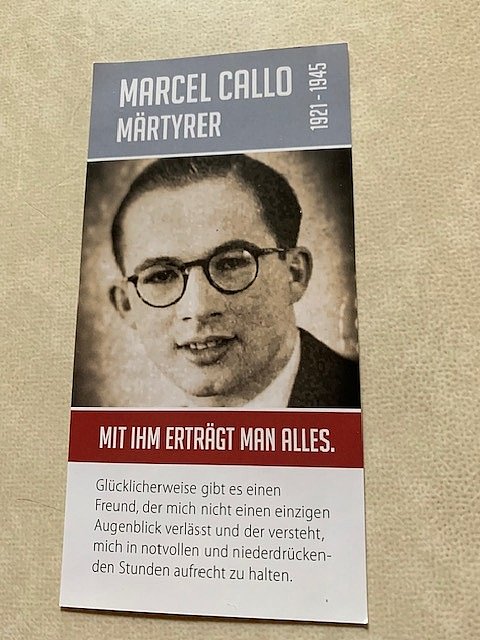 MARCEL CALLO
MÄRTYRER
1921-1945
MIT IHM ERTRÄGT MAN ALLES.
Glücklicherweise gibt es einen
Freund, der mich nicht einen einzigen
Augenblick verlässt und der versteht,
mich in notvollen und niederdrücken-
den Stunden aufrecht zu halten.